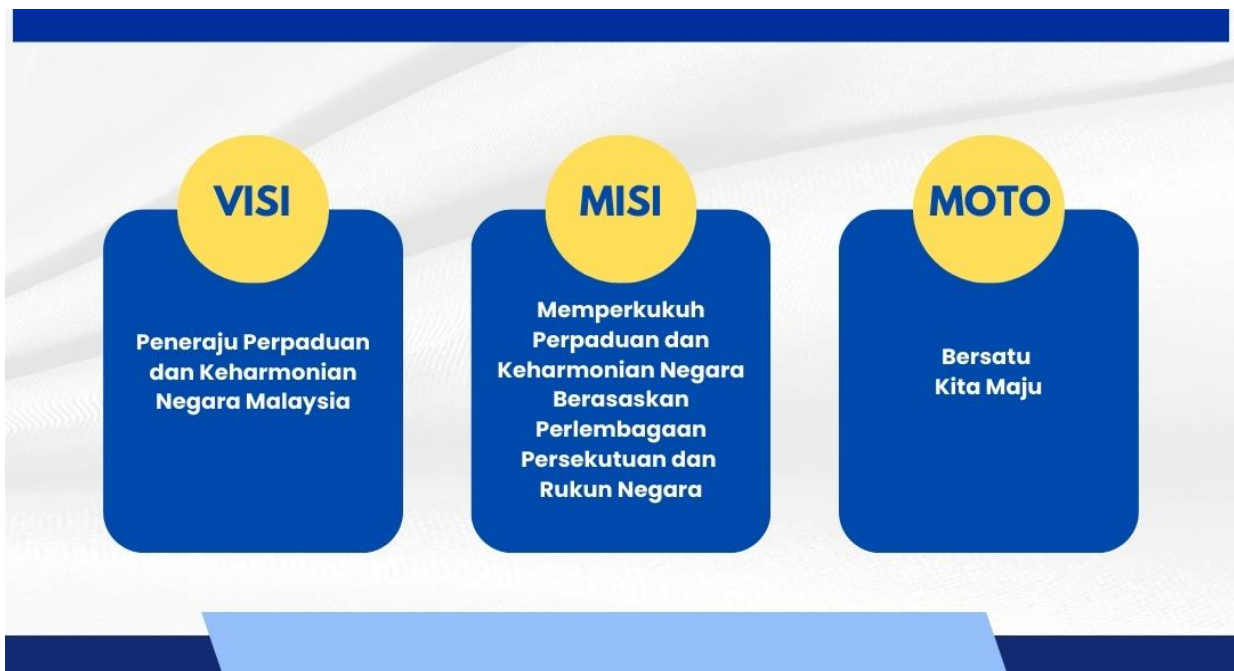 VISI
Peneraju Perpaduan
dan Keharmonian
Negara Malaysia
MISI
Memperkukuh
Perpaduan dan
Keharmonian Negara
Berasaskan
Perlembagaan
Persekutuan dan
Rukun Negara
MOTO
Bersatu
Kita Maju